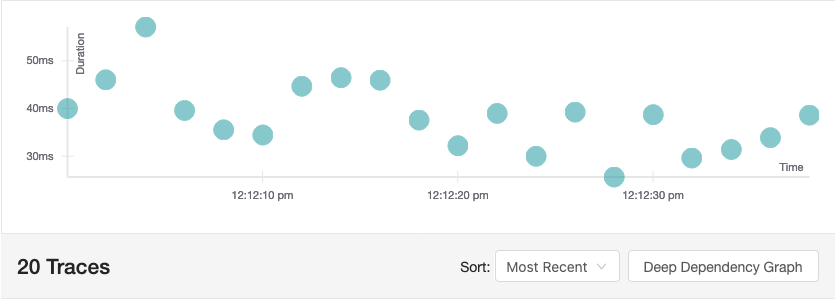 Duration
50ms
40ms
30ms
Time
12:12:10 pm 12:12:20 pm 12:12:30 pm
20 Traces Sort: Most Recent Deep Dependency Graph